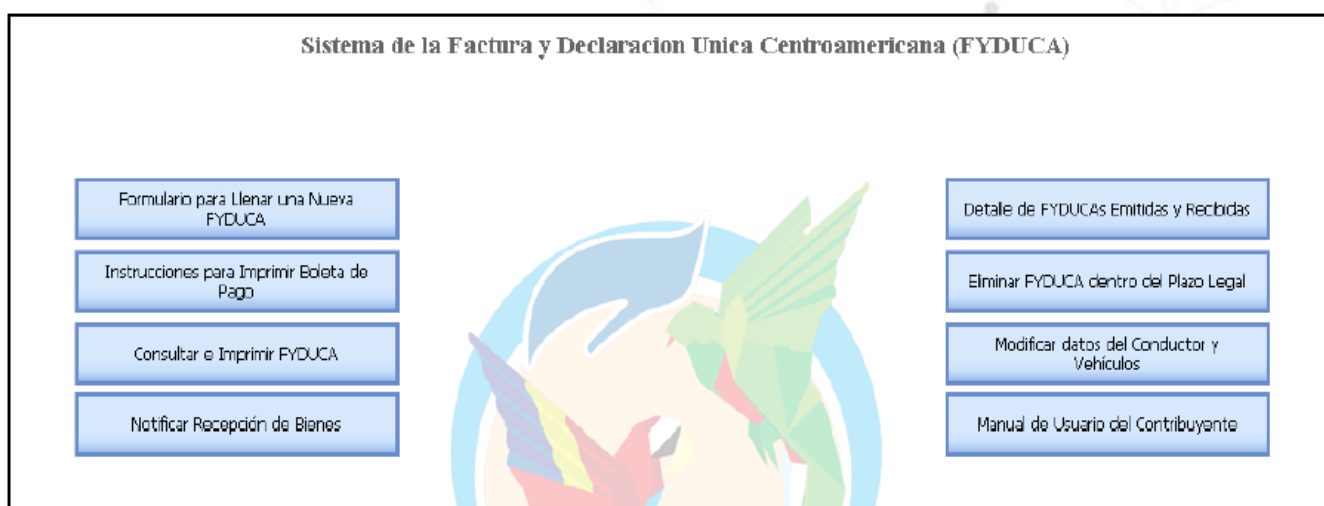 Sistema de la Factura y Declaracion Unica Centroamericana (FYDUCA)
Formulario para Llenar una Nueva
FYDUCA
Instrucciones para Imprimir Boleta de
Pago
Consultar e Imprimir FYDUCA
Notificar Recepción de Bienes
Detalle de FYDUCAs Emitidas y Recibidas
Eliminar FYDUCA dentro del Plazo Legal
Modificar datos del Conductor y
Vehículos
Manual de Usuario del Contribuyente